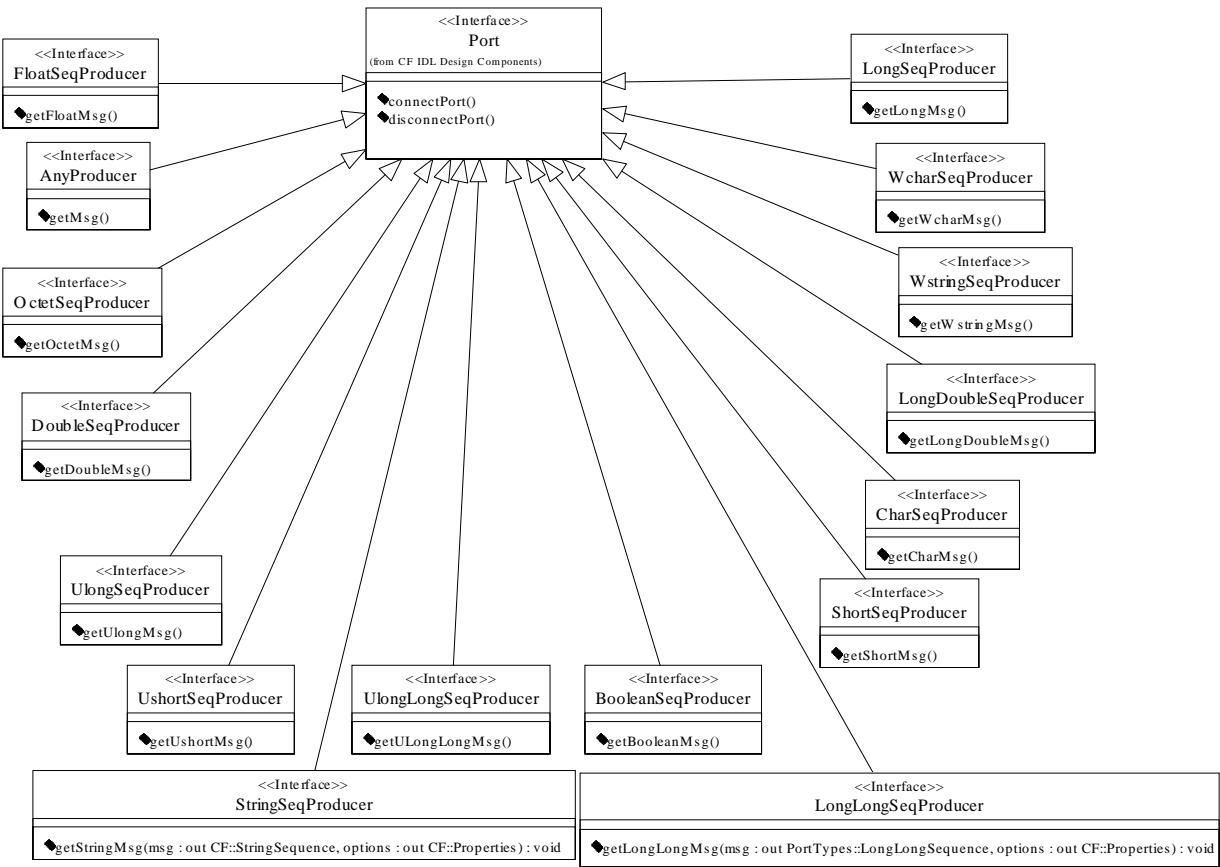 <<Interface>>
Port
(from CF IDL Design Components)
connectPort()
disconnectPort()
<<Interface>>
FloatSeqProducer
getFloatMsg()
<<Interface>>
LongSeqProducer
getLongMsg()
<<Interface>>
AnyProducer
getMsg()
<<Interface>>
WcharSeqProducer
getWcharMsg()
<<Interface>>
WstringSeqProducer
getWstringMsg()
<<Interface>>
OctetSeqProducer
getOctetMsg()
<<Interface>>
LongDoubleSeqProducer
getLongDoubleMsg()
<<Interface>>
DoubleSeqProducer
getDoubleMsg()
<<Interface>>
CharSeqProducer
getCharMsg()
<<Interface>>
UlongSeqProducer
getUlongMsg()
<<Interface>>
ShortSeqProducer
getShortMsg()
<<Interface>>
UshortSeqProducer
getUshortMsg()
<<Interface>>
UlongLongSeqProducer
getULongLongMsg()
<<Interface>>
BooleanSeqProducer
getBooleanMsg()
<<Interface>>
StringSeqProducer
getStringMsg(msg : out CF::StringSequence, options : out CF::Properties) : void
<<Interface>>
LongLongSeqProducer
getLongLongMsg(msg : out PortTypes::LongLongSequence, options : out CF::Properties) : void